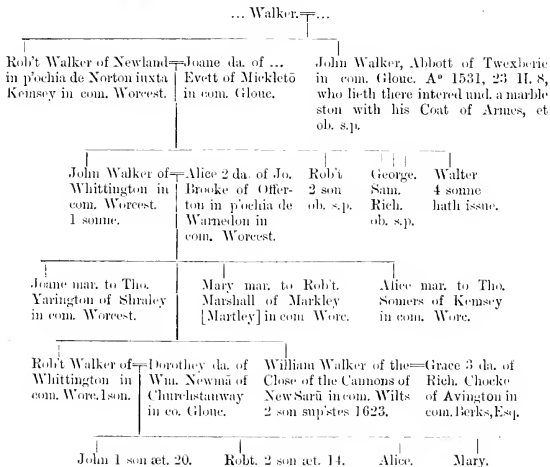 ... Walker. ...
Rob't Walker of Newland
in p'ochia de Norton iuxta
Kemsey in com. Worcest.
Joane da. of ...
Evett of Mickletō
in com. Glouc.
John Walker, Abbott of Twexberie
in com. Glouc. Aº 1531, 23 H. 8,
who lieth there intered und. a marble
ston with his Coat of Armes, et
ob. s.p.
John Walker of
Whittington in
com. Worcest.
1 sonne.
Alice 2 da. of Jo.
Brooke of Offer-
ton in p'ochia de
Warnedon in
com. Worcest.
Rob't
2 son
ob. s.p.
George.
Sam.
Rich.
ob. s.p.
Walter
4 sonne
hath issue.
Joane mar. to Tho.
Yarington of Shraley
in com. Worcest.
Mary mar. to Rob't.
Marshall of Markley
[Martley] in com Worc.
Alice mar. to Tho.
Somers of Kemsey
in com. Worc.
Rob't Walker of
Whittington in
com. Worc. 1 son.
Dorothey da. of
Wm. Newmā of
Churchstanway
in co. Glouc.
William Walker of the
Close of the Cannons of
New Sarū in com. Wilts
2 son sup'stes 1623.
Grace 3 da. of
Rich. Chocke
of Avington in
com. Berks, Esq.
John 1 son æt. 20. Robt. 2 son æt. 14. Alice. Mary.